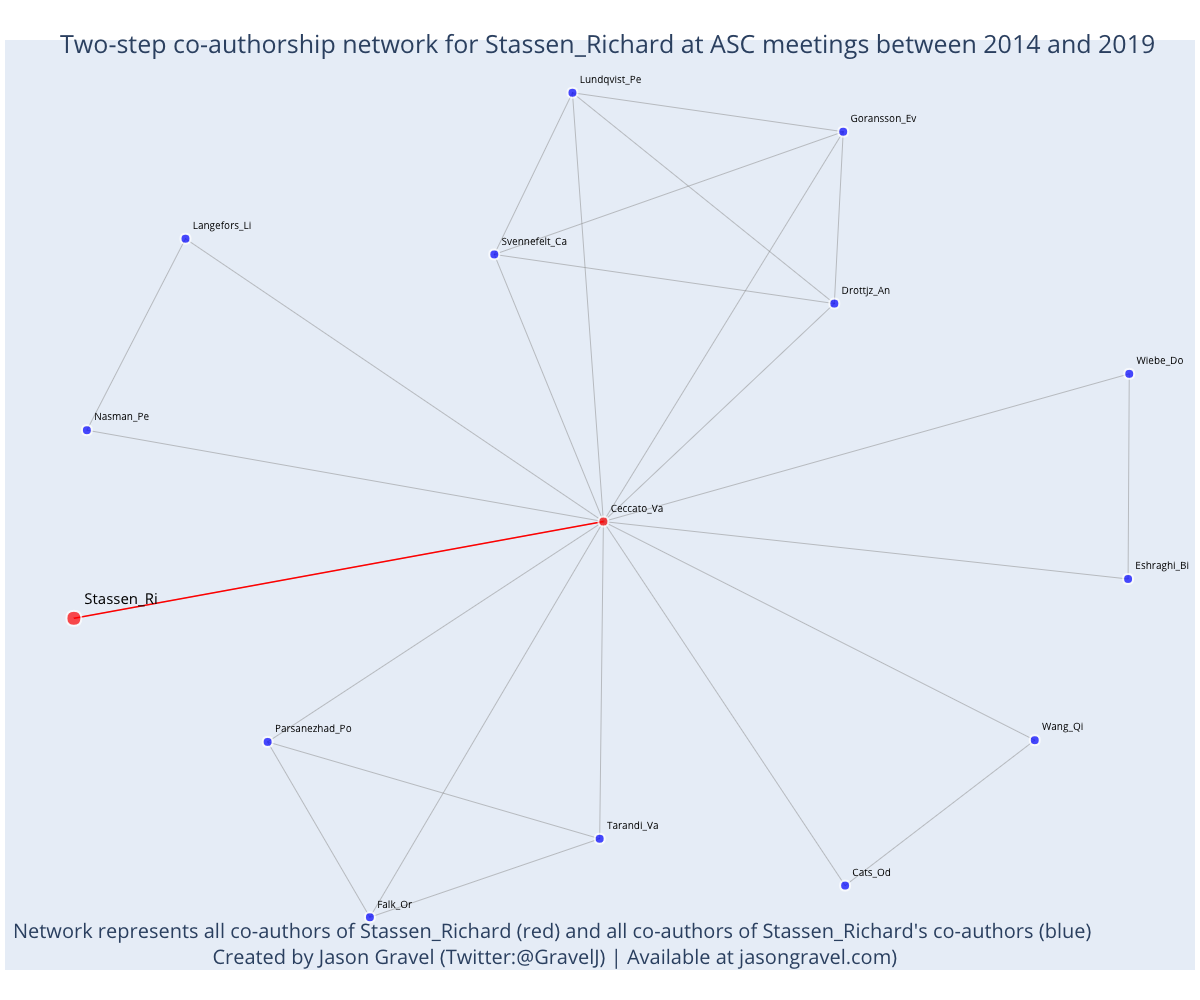 Two-step co-authorship network for Stassen_Richard at ASC meetings between 2014 and 2019
Lundqvist_Pe
Goransson_Ev
Langefors_Li
Svennefelt_Ca
Drottjz_An
Wiebe_Do
Nasman_Pe
Ceccato_Va
Eshraghi_Bi
Stassen_Ri
Parsanezhad_Po
Wang_Qi
Tarandi_Va
Cats_Od
Falk_Or
Network represents all co-authors of Stassen_Richard (red) and all co-authors of Stassen_Richard's co-authors (blue)
Created by Jason Gravel (Twitter:@GravelJ) | Available at jasongravel.com)